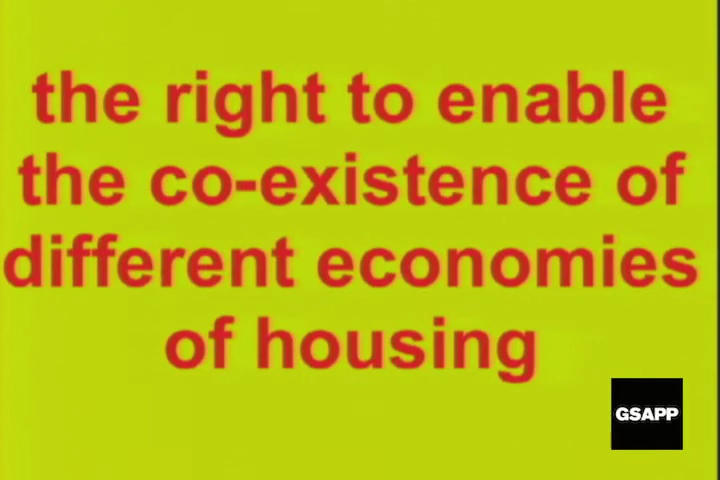 the right to enable
the co-existence of
different economies
of housing
GSAPP